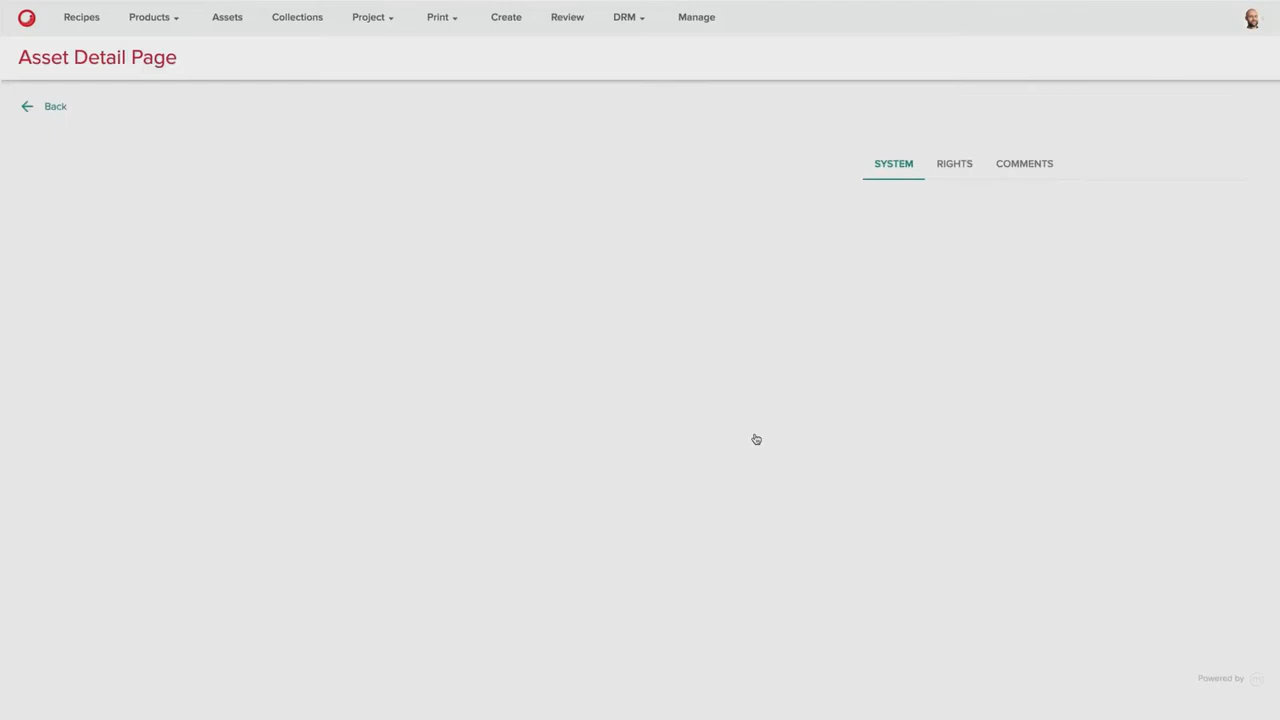 Recipes Products Assets Collections Project Print Create Review DRM Manage
Asset Detail Page
Back
SYSTEM RIGHTS COMMENTS
Powered by m